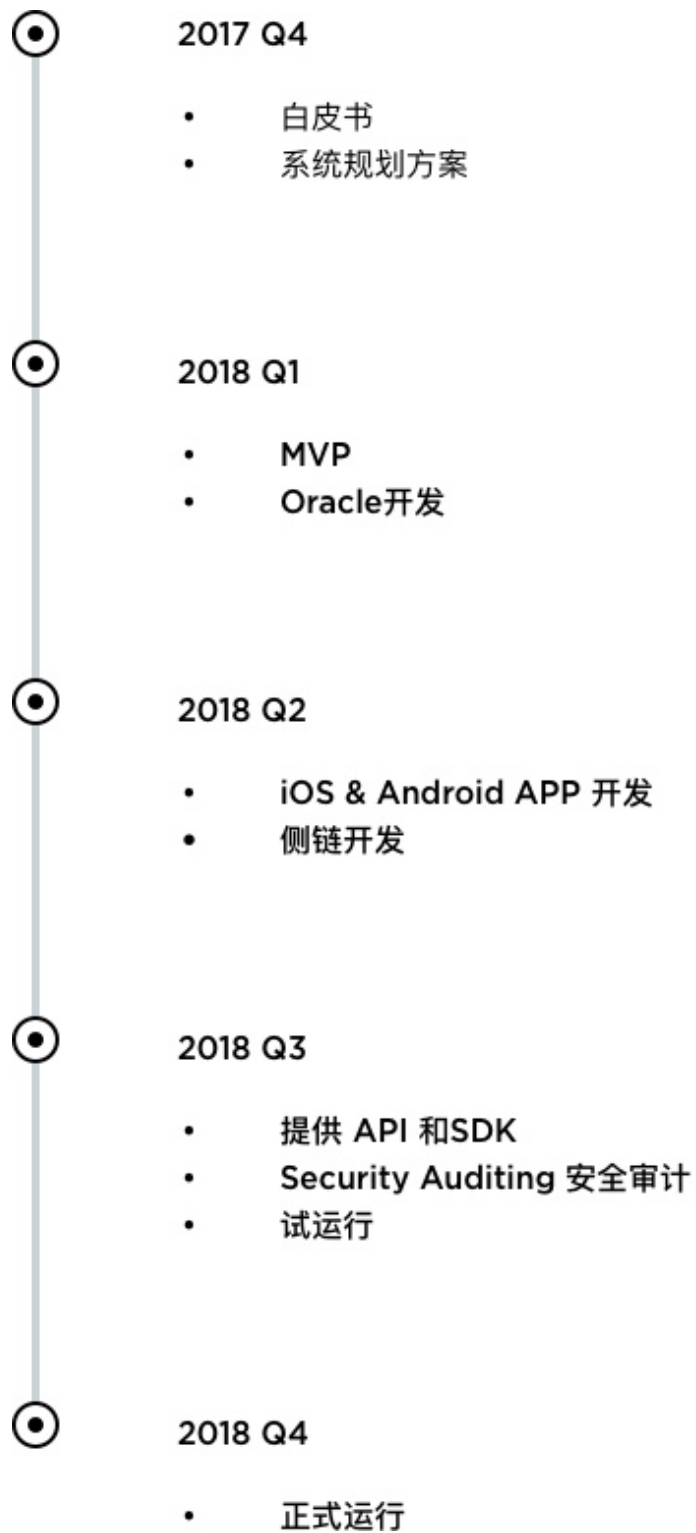 2017 Q4
• 白皮书
• 系统规划方案
2018 Q1
• MVP
• Oracle开发
2018 Q2
• iOS & Android APP 开发
• 侧链开发
2018 Q3
• 提供 API 和SDK
• Security Auditing 安全审计
• 试运行
2018 Q4
• 正式运行